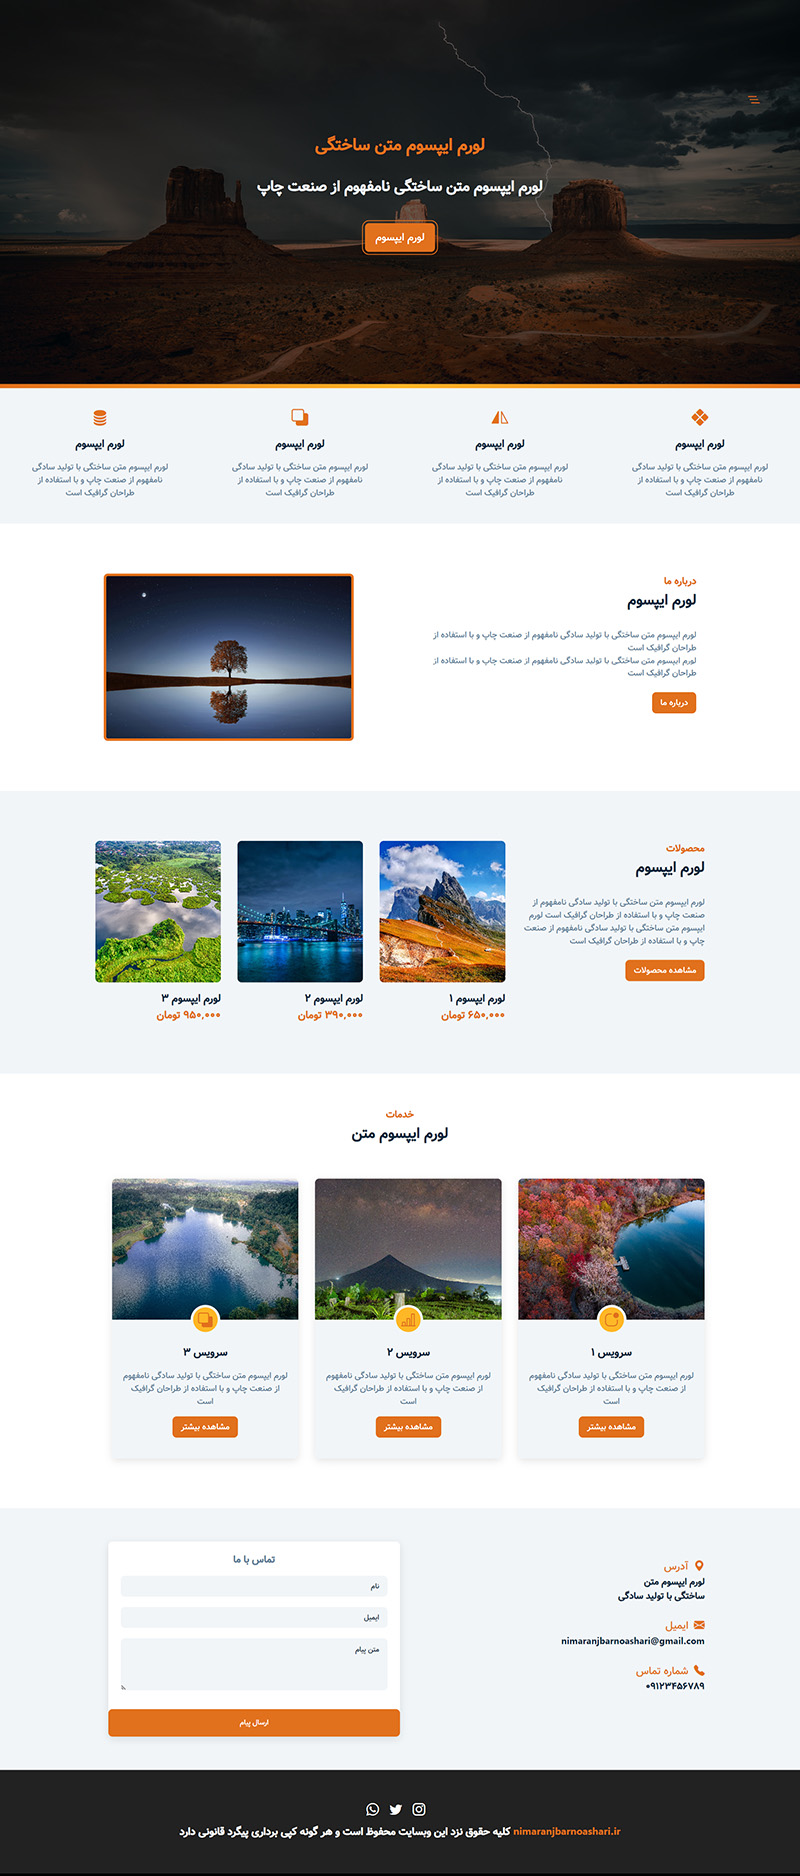 لورم ایپسوم متن ساختگی
لورم ایپسوم متن ساختگی نامفهوم از صنعت چاپ
لورم ایپسوم
لورم ایپسوم
لورم ایپسوم متن ساختگی با تولید سادگی
نامفهوم از صنعت چاپ و با استفاده از
طراحان گرافیک است
لورم ایپسوم
لورم ایپسوم متن ساختگی با تولید سادگی
نامفهوم از صنعت چاپ و با استفاده از
طراحان گرافیک است
لورم ایپسوم
لورم ایپسوم متن ساختگی با تولید سادگی
نامفهوم از صنعت چاپ و با استفاده از
طراحان گرافیک است
لورم ایپسوم
لورم ایپسوم متن ساختگی با تولید سادگی
نامفهوم از صنعت چاپ و با استفاده از
طراحان گرافیک است
درباره ما
لورم ایپسوم
لورم ایپسوم متن ساختگی با تولید سادگی نامفهوم از صنعت چاپ و با استفاده از
طراحان گرافیک است
لورم ایپسوم متن ساختگی با تولید سادگی نامفهوم از صنعت چاپ و با استفاده از
طراحان گرافیک است
درباره ما
محصولات
لورم ایپسوم
لورم ایپسوم متن ساختگی با تولید سادگی نامفهوم از
صنعت چاپ و با استفاده از طراحان گرافیک است لورم
ایپسوم متن ساختگی با تولید سادگی نامفهوم از صنعت
چاپ و با استفاده از طراحان گرافیک است
مشاهده محصولات
لورم ایپسوم ۱
۶۵۰,۰۰۰ تومان
لورم ایپسوم ۲
۳۹۰,۰۰۰ تومان
لورم ایپسوم ۳
۹۵۰,۰۰۰ تومان
خدمات
لورم ایپسوم متن
سرویس ۱
لورم ایپسوم متن ساختگی با تولید سادگی نامفهوم
از صنعت چاپ و با استفاده از طراحان گرافیک
است
مشاهده بیشتر
سرویس ۲
لورم ایپسوم متن ساختگی با تولید سادگی نامفهوم
از صنعت چاپ و با استفاده از طراحان گرافیک
است
مشاهده بیشتر
سرویس ۳
لورم ایپسوم متن ساختگی با تولید سادگی نامفهوم
از صنعت چاپ و با استفاده از طراحان گرافیک
است
مشاهده بیشتر
آدرس
لورم ایپسوم متن
ساختگی با تولید سادگی
ایمیل
nimaranjbarnoashari@gmail.com
شماره تماس
۰۹۱۲۳۴۵۶۷۸۹
تماس با ما
نام
ایمیل
متن پیام
ارسال پیام
nimaranjbarnoashari.ir کلیه حقوق نزد این وبسایت محفوظ است و هر گونه کپی برداری پیگرد قانونی دارد